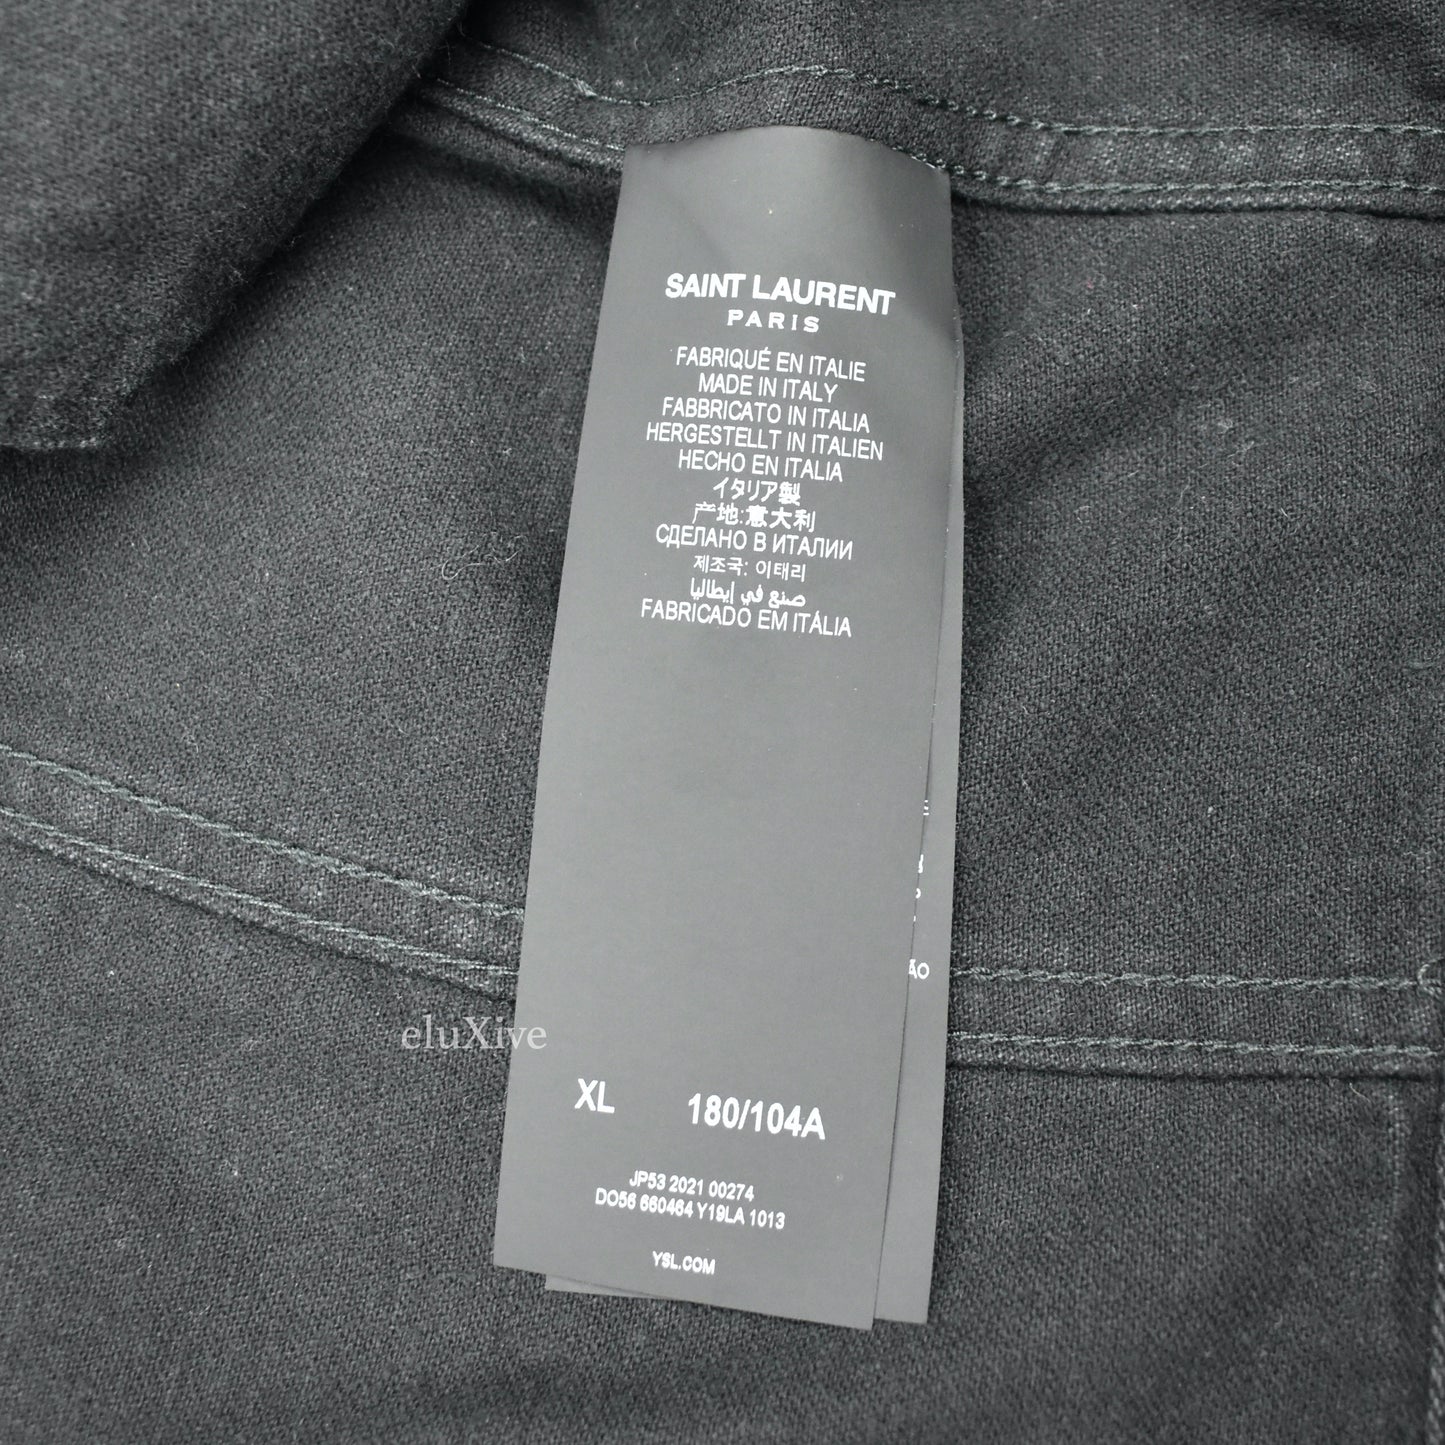 SAINT LAURENT
PARIS
FABRIQUÉ EN ITALIE
MADE IN ITALY
FABBRICATO IN ITALIA
HERGESTELLT IN ITALIEN
HECHO EN ITALIA
イタリア製
产地:意大利
СДЕЛАНО В ИТАЛИИ
제조국: 이태리
صنع في إيطاليا
FABRICADO EM ITÁLIA
ÃO
eluXive
XL 180/104A
JP53 2021 00274
DO56 660464 Y19LA 1013
YSL.COM